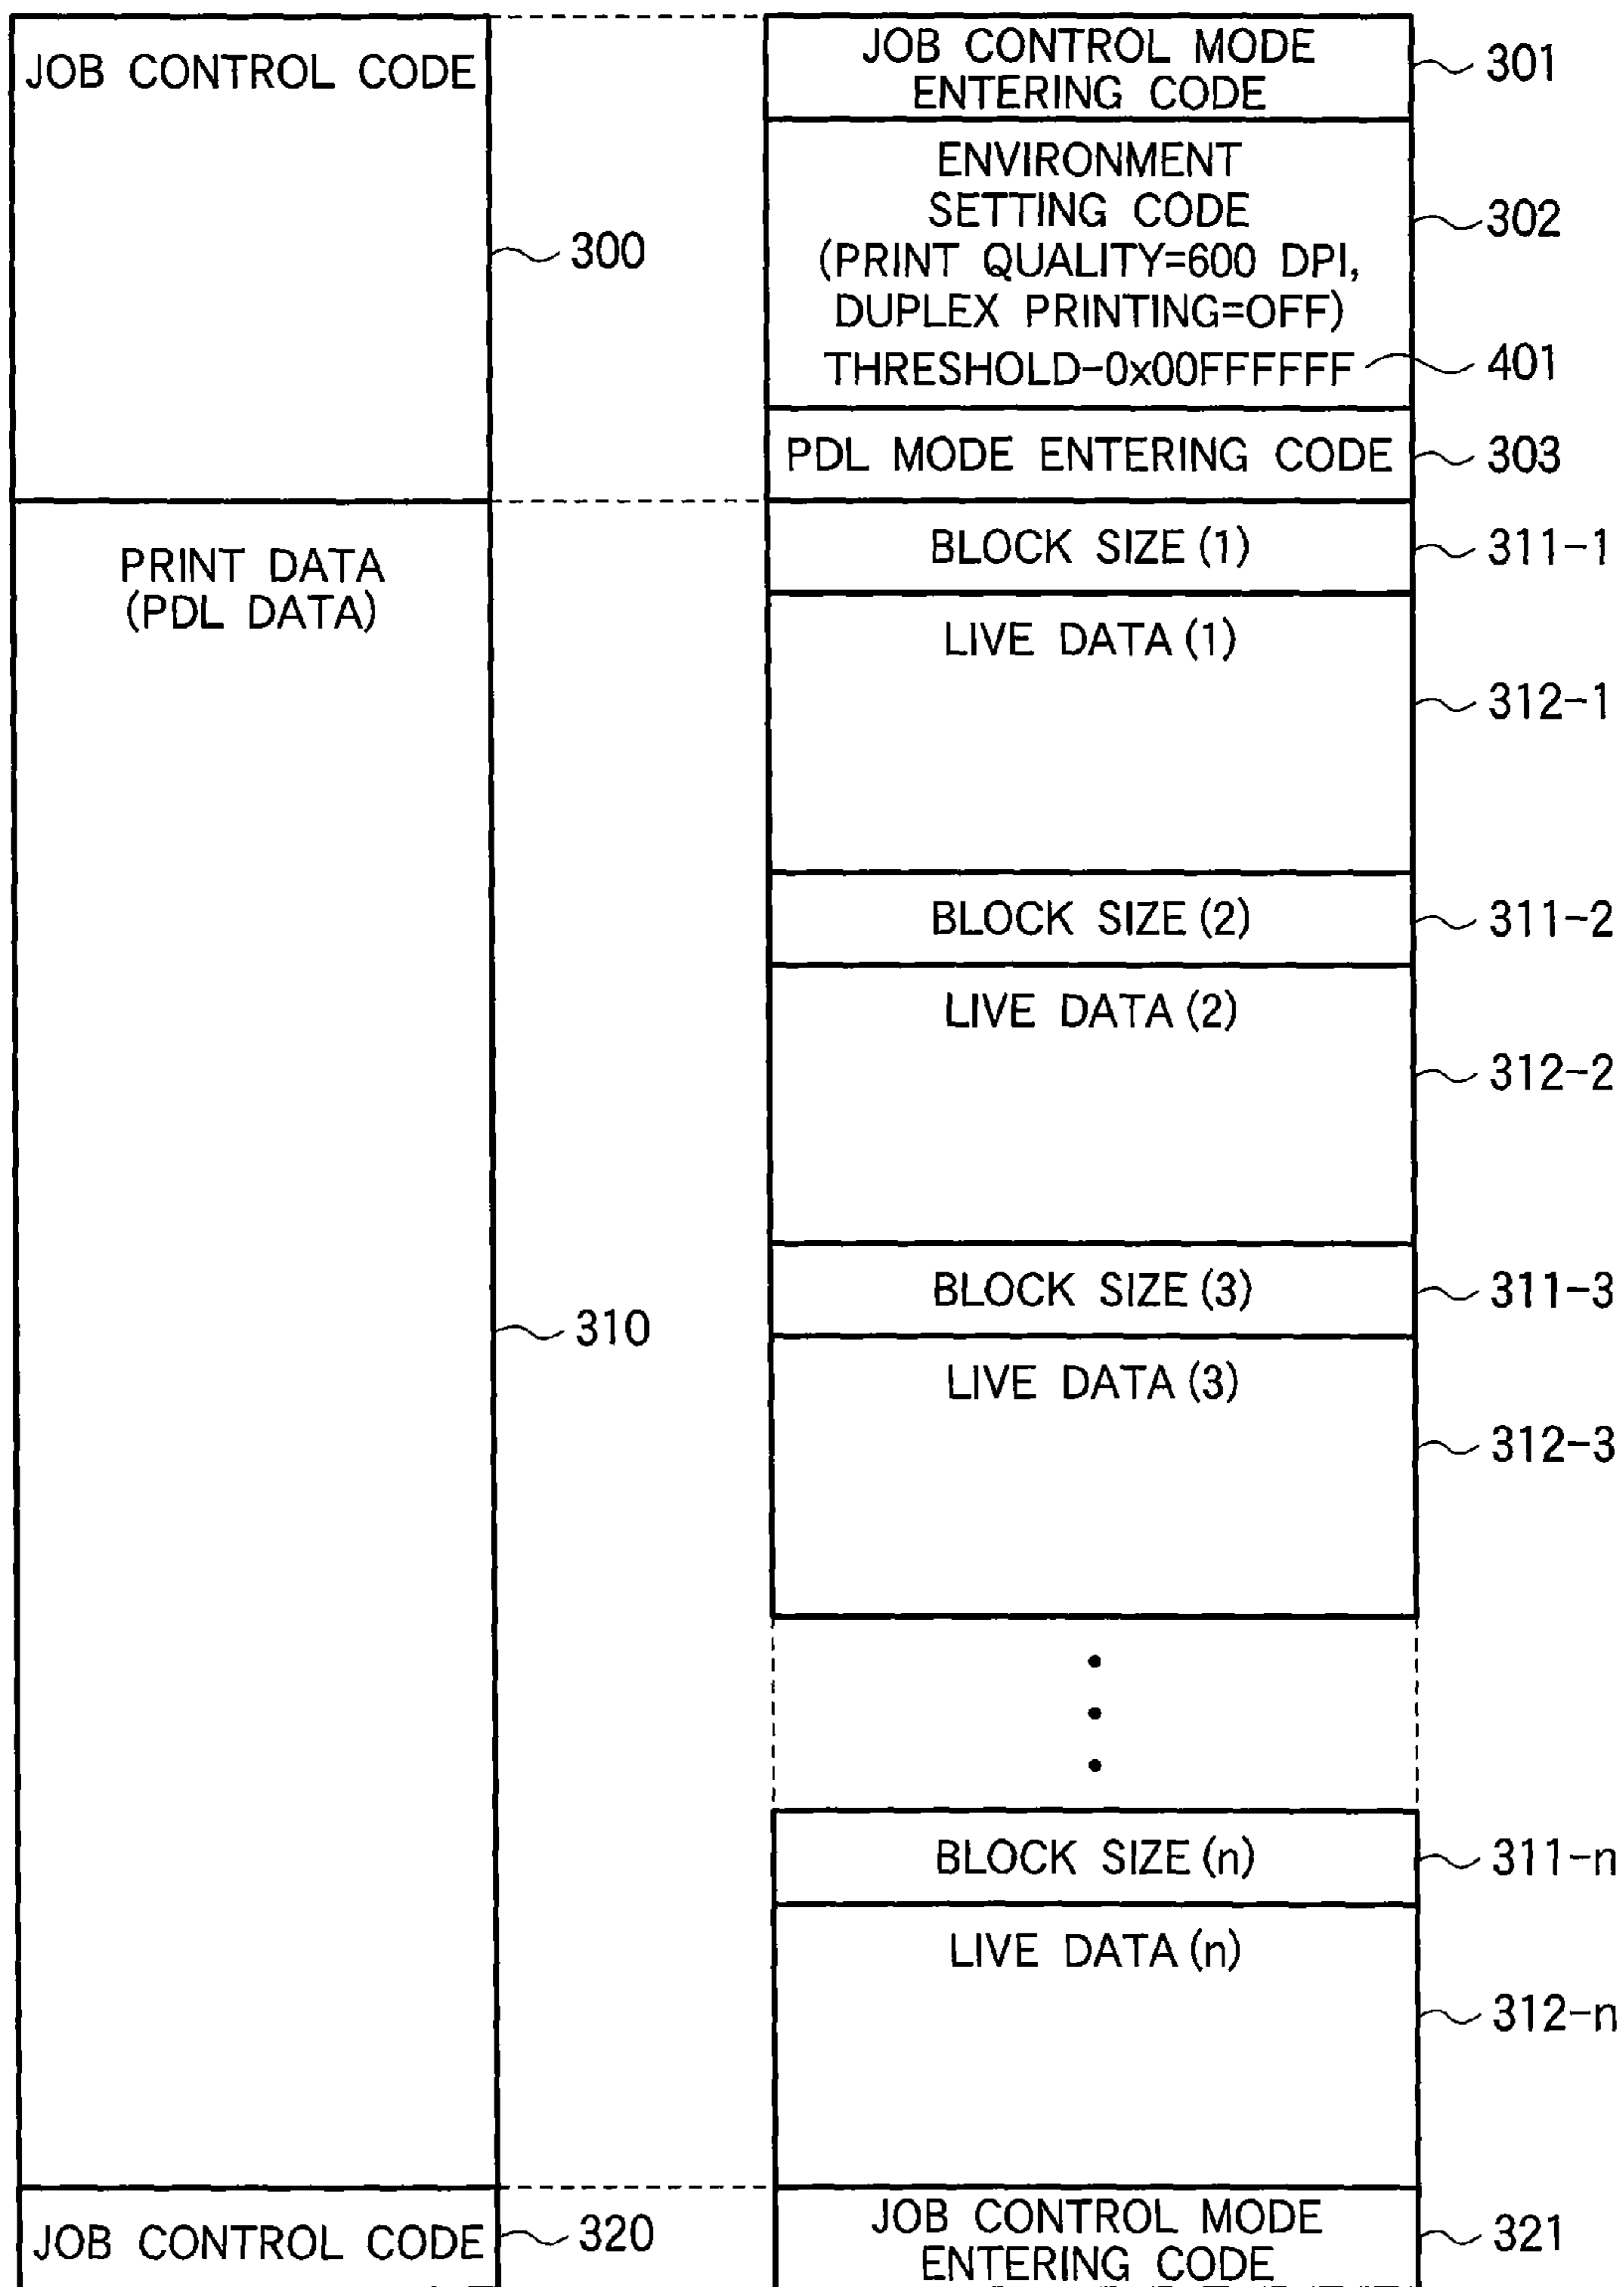 JOB CONTROL CODE
300
PRINT DATA
(PDL DATA)
310
JOB CONTROL CODE
320
JOB CONTROL MODE
ENTERING CODE
301
ENVIRONMENT
SETTING CODE
(PRINT QUALITY=600 DPI,
DUPLEX PRINTING=OFF)
302
THRESHOLD-0x00FFFFFF
401
PDL MODE ENTERING CODE
303
BLOCK SIZE (1)
311-1
LIVE DATA (1)
312-1
BLOCK SIZE (2)
311-2
LIVE DATA (2)
312-2
BLOCK SIZE (3)
311-3
LIVE DATA (3)
312-3
BLOCK SIZE (n)
311-n
LIVE DATA (n)
312-n
JOB CONTROL MODE
ENTERING CODE
321